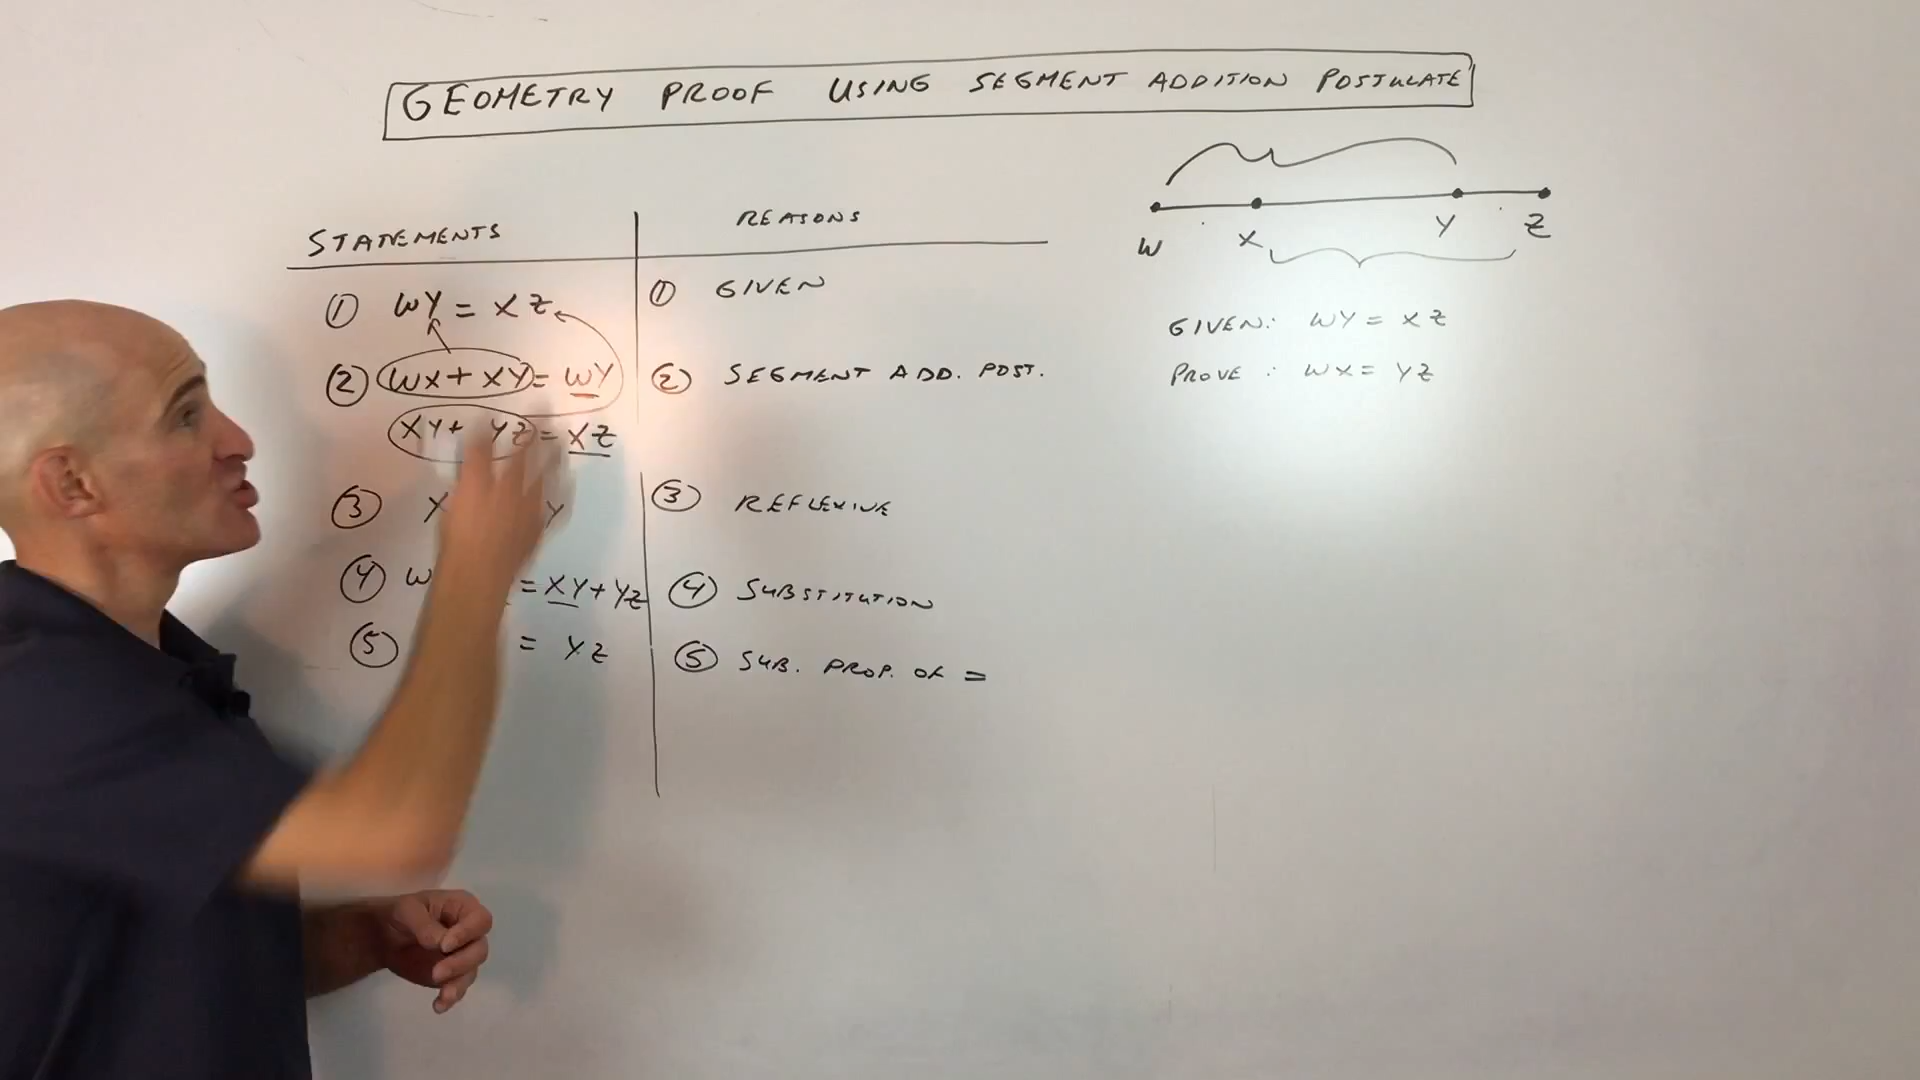 GEOMETRY PROOF USING SEGMENT ADDITION POSTULATE
STATEMENTS
REASONS
① WY = XZ
① GIVEN
② WX + XY = WY
② SEGMENT ADD. POST.
XY + YZ = XZ
③
③ REFLEXIVE
④ W = XY + YZ
④ SUBSTITUTION
⑤ = YZ
⑤ SUB. PROP. OF =
W X Y Z
GIVEN: WY = XZ
PROVE: WX = YZ